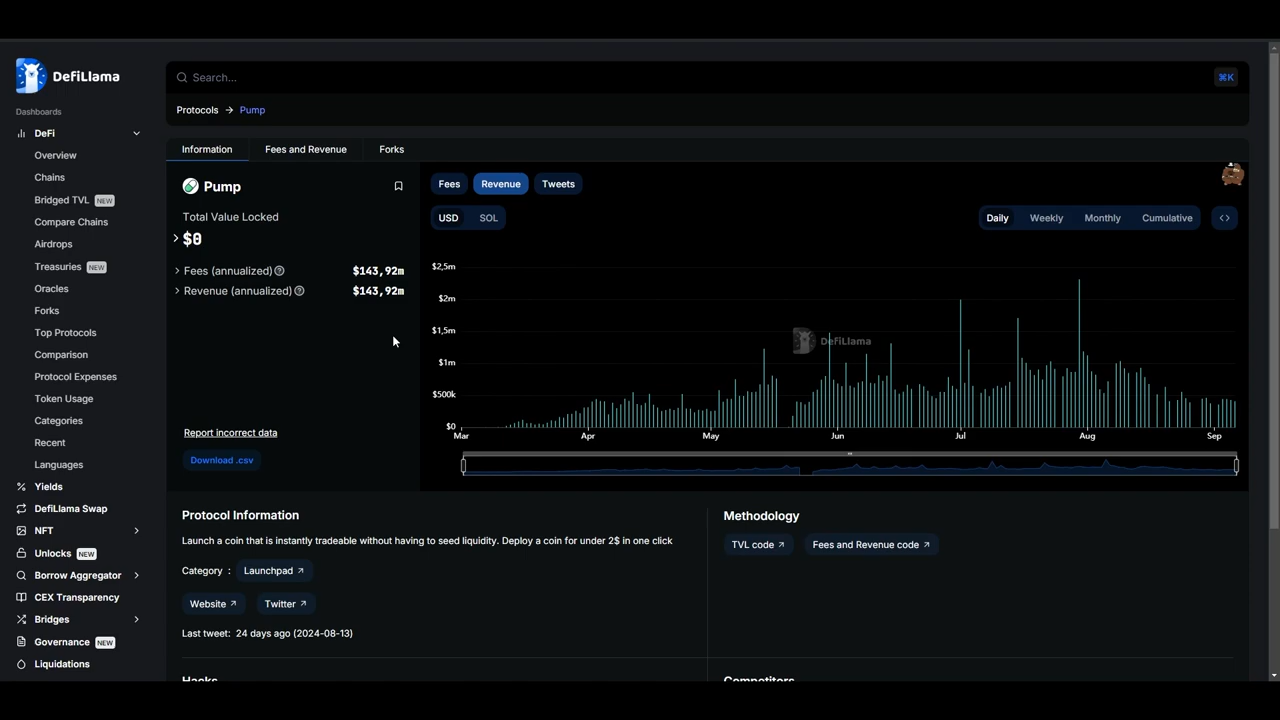 DefiLlama
Search...
⌘K
Dashboards
Protocols → Pump
DeFi
Overview
Chains
Bridged TVL NEW
Compare Chains
Airdrops
Treasuries NEW
Oracles
Forks
Top Protocols
Comparison
Protocol Expenses
Token Usage
Categories
Recent
Languages
Yields
DefiLlama Swap
NFT
Unlocks NEW
Borrow Aggregator
CEX Transparency
Bridges
Governance NEW
Liquidations
Information Fees and Revenue Forks
Pump
Total Value Locked
$0
Fees (annualized) $143,92m
Revenue (annualized) $143,92m
Report incorrect data
Download .csv
Fees Revenue Tweets
USD SOL
Daily Weekly Monthly Cumulative
$2,5m
$2m
$1,5m
$1m
$500k
$0
DefiLlama
Mar Apr May Jun Jul Aug Sep
Protocol Information
Launch a coin that is instantly tradeable without having to seed liquidity. Deploy a coin for under 2$ in one click
Category : Launchpad
Website Twitter
Last tweet: 24 days ago (2024-08-13)
Methodology
TVL code Fees and Revenue code
Hacks
Competitors